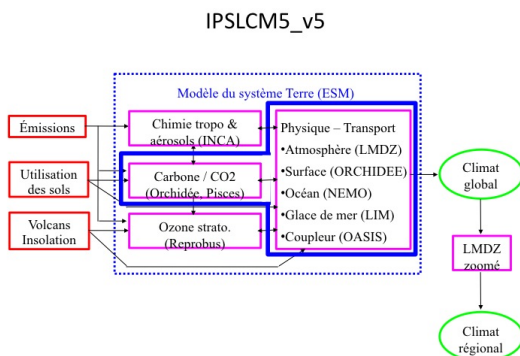 IPSLCM5_v5
Modèle du système Terre (ESM)
Émissions
Utilisation
des sols
Volcans
Insolation
Chimie tropo &
aérosols (INCA)
Carbone / CO2
(Orchidée, Pisces)
Ozone strato.
(Reprobus)
Physique – Transport
•Atmosphère (LMDZ)
•Surface (ORCHIDEE)
•Océan (NEMO)
•Glace de mer (LIM)
•Coupleur (OASIS)
Climat
global
LMDZ
zoomé
Climat
régional